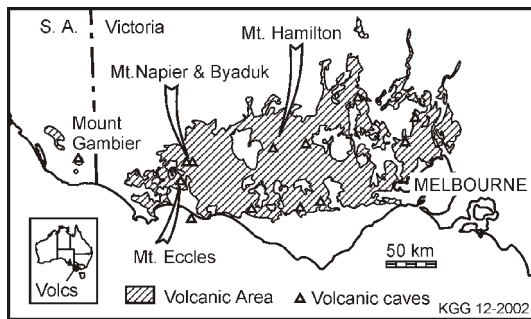 S. A. Victoria
Mt. Hamilton
Mt.Napier & Byaduk
Mount
Gambier
MELBOURNE
Mt. Eccles
50 km
Volcs
Volcanic Area
Volcanic caves
KGG 12-2002